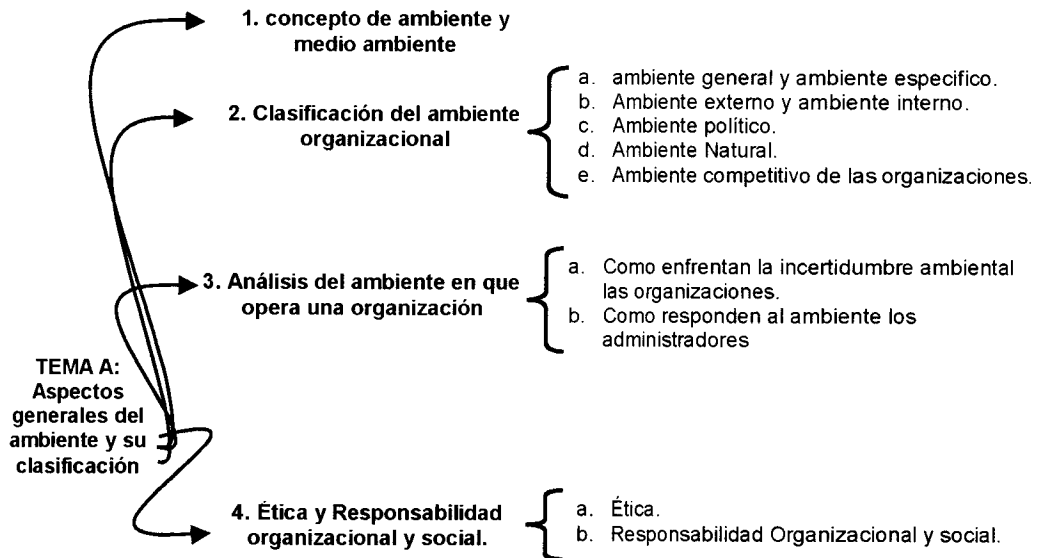 1. concepto de ambiente y
medio ambiente
2. Clasificación del ambiente
organizacional
a. ambiente general y ambiente especifico.
b. Ambiente externo y ambiente interno.
c. Ambiente político.
d. Ambiente Natural.
e. Ambiente competitivo de las organizaciones.
3. Análisis del ambiente en que
opera una organización
a. Como enfrentan la incertidumbre ambiental
las organizaciones.
b. Como responden al ambiente los
administradores
TEMA A:
Aspectos
generales del
ambiente y su
clasificación
4. Ética y Responsabilidad
organizacional y social.
a. Ética.
b. Responsabilidad Organizacional y social.